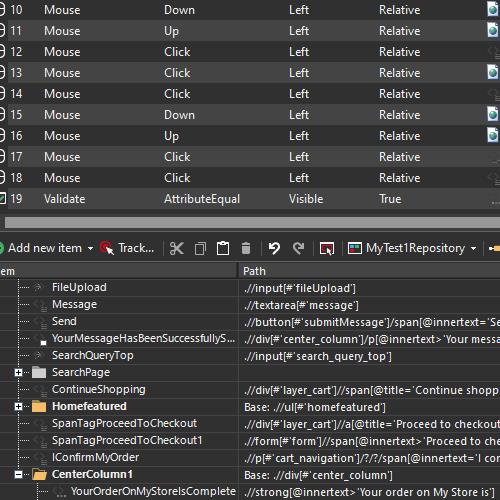 10 Mouse Down Left Relative
11 Mouse Up Left Relative
12 Mouse Click Left Relative
13 Mouse Click Left Relative
14 Mouse Click Left Relative
15 Mouse Down Left Relative
16 Mouse Up Left Relative
17 Mouse Click Left Relative
18 Mouse Click Left Relative
19 Validate AttributeEqual Visible True ...
Add new item Track... MyTest1Repository
em Path
FileUpload .//input[#'fileUpload']
Message .//textarea[#'message']
Send .//button[#'submitMessage']/span[@innertext='Se
YourMessageHasBeenSuccessfullyS... .//div[#'center_column']/p[@innertext>'Your messa
SearchQueryTop .//input[#'search_query_top']
SearchPage
ContinueShopping .//div[#'layer_cart']//span[@title='Continue shopp
Homefeatured Base: .//ul[#'homefeatured']
SpanTagProceedToCheckout .//div[#'layer_cart']//a[@title='Proceed to checkout
SpanTagProceedToCheckout1 .//form[#'form']//span[@innertext>'Proceed to che
IConfirmMyOrder .//p[#'cart_navigation']/?/?/span[@innertext='I con
CenterColumn1 Base: .//div[#'center_column']
YourOrderOnMyStoreIsComplete .//strong[@innertext='Your order on My Store is]